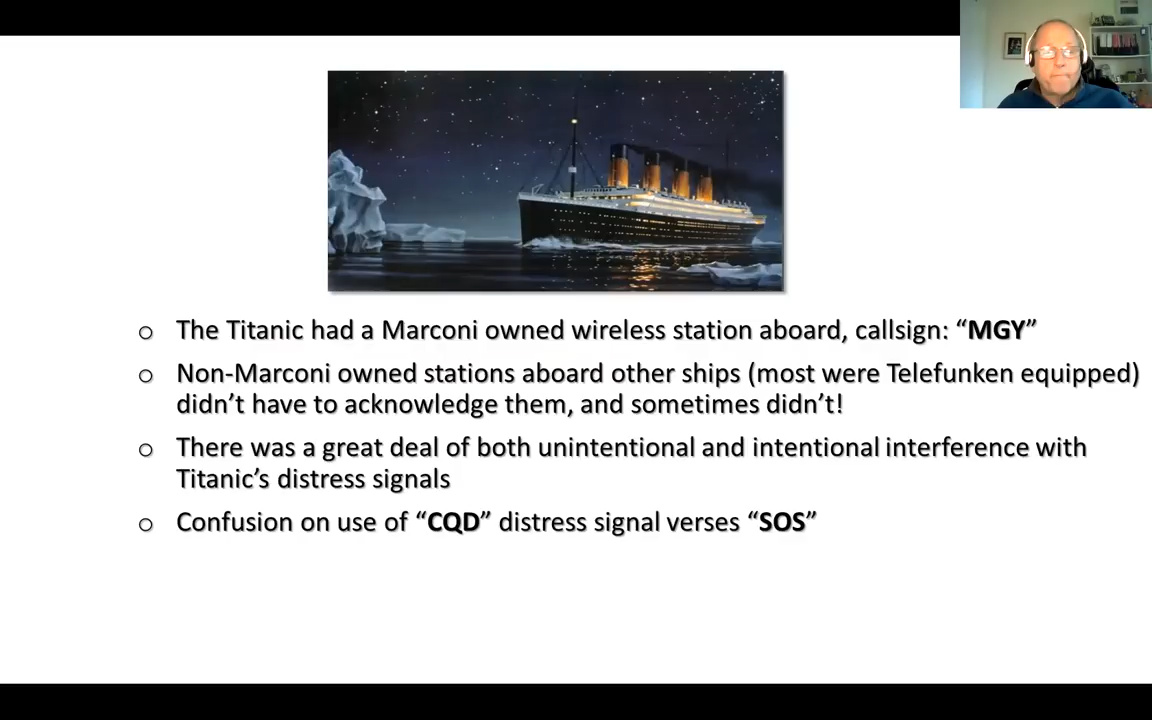 ○ The Titanic had a Marconi owned wireless station aboard, callsign: “MGY”
○ Non-Marconi owned stations aboard other ships (most were Telefunken equipped)
didn’t have to acknowledge them, and sometimes didn’t!
○ There was a great deal of both unintentional and intentional interference with
Titanic’s distress signals
○ Confusion on use of “CQD” distress signal verses “SOS”